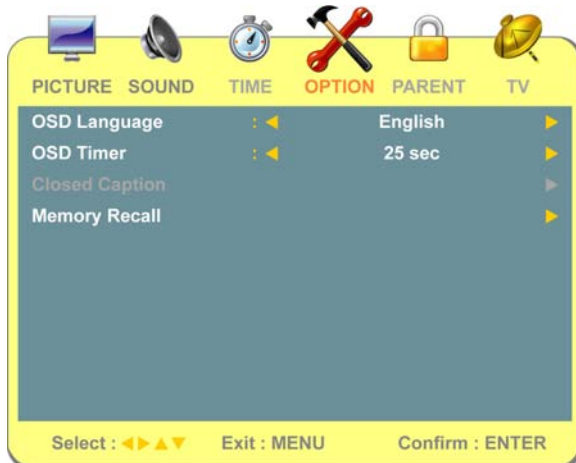 PICTURE SOUND TIME OPTION PARENT TV
OSD Language : ◀ English ▶
OSD Timer : ◀ 25 sec ▶
Closed Caption ▶
Memory Recall ▶
Select : ◀▶▲▼ Exit : MENU Confirm : ENTER